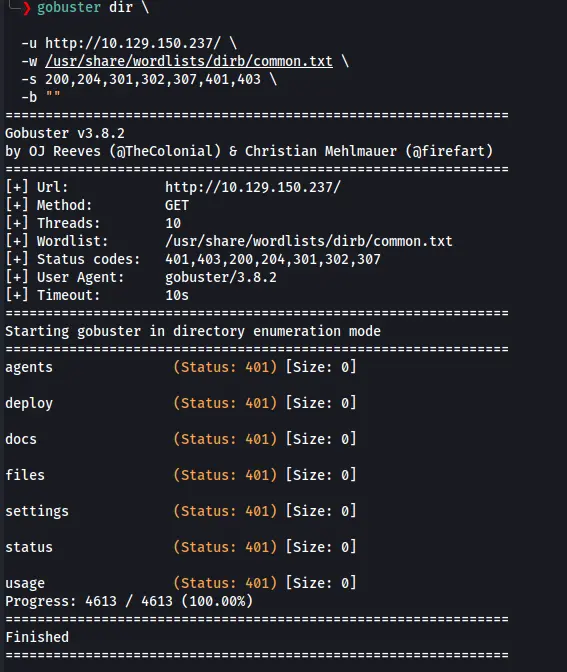 ❯ gobuster dir \
-u http://10.129.150.237/ \
-w /usr/share/wordlists/dirb/common.txt \
-s 200,204,301,302,307,401,403 \
-b ""
===============================================================
Gobuster v3.8.2
by OJ Reeves (@TheColonial) & Christian Mehlmauer (@firefart)
===============================================================
[+] Url:            http://10.129.150.237/
[+] Method:         GET
[+] Threads:        10
[+] Wordlist:       /usr/share/wordlists/dirb/common.txt
[+] Status codes:   401,403,200,204,301,302,307
[+] User Agent:     gobuster/3.8.2
[+] Timeout:        10s
===============================================================
Starting gobuster in directory enumeration mode
===============================================================
agents              (Status: 401) [Size: 0]
deploy              (Status: 401) [Size: 0]
docs                (Status: 401) [Size: 0]
files               (Status: 401) [Size: 0]
settings            (Status: 401) [Size: 0]
status              (Status: 401) [Size: 0]
usage               (Status: 401) [Size: 0]
Progress: 4613 / 4613 (100.00%)
===============================================================
Finished
===============================================================